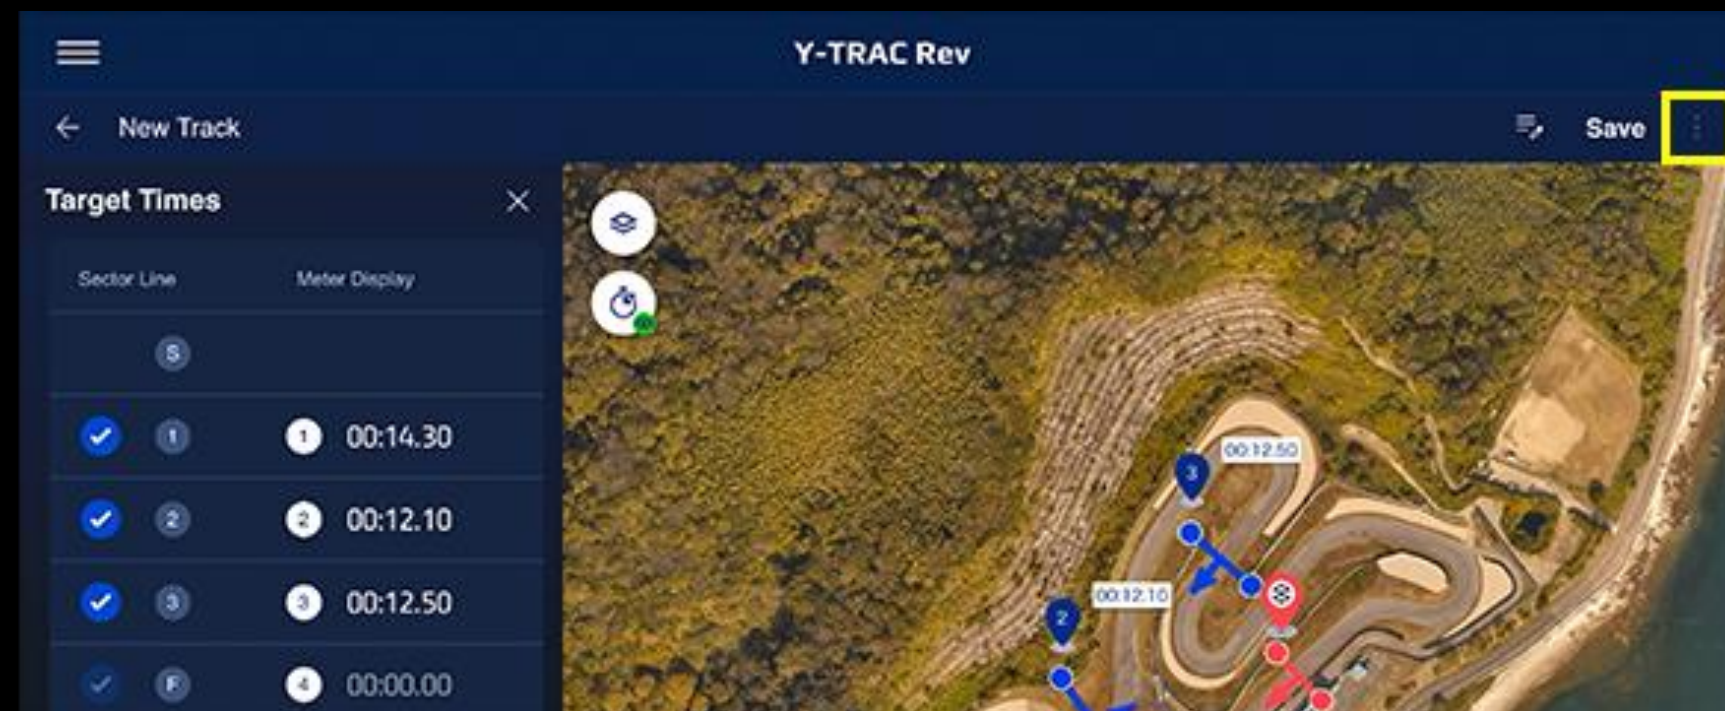 Y-TRAC Rev
New Track
Save
Target Times
Sector Line Meter Display
S
1 1 00:14.30
2 2 00:12.10
3 3 00:12.50
F 4 00:00.00
00:12.50
3
00:12.10
2